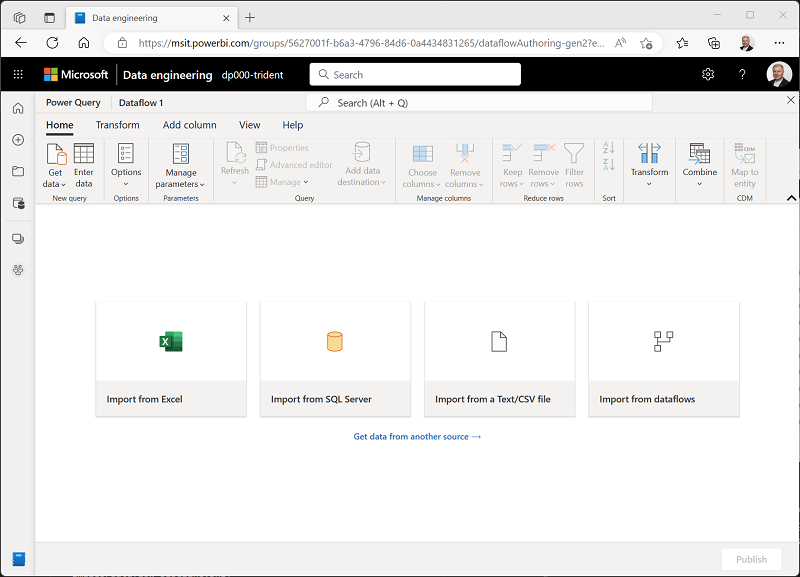 Data engineering
https://msit.powerbi.com/groups/5627001f-b6a3-4796-84d6-0a4434831265/dataflowAuthoring-gen2?e...
Microsoft
Data engineering
dp000-trident
Search
?
Power Query
Dataflow 1
Search (Alt + Q)
Home
Transform
Add column
View
Help
Get data
Enter data
New query
Options
Options
Manage parameters
Parameters
Refresh
Properties
Advanced editor
Manage
Add data destination
Query
Choose columns
Remove columns
Manage columns
Keep rows
Remove rows
Filter rows
Reduce rows
Sort
Transform
Combine
CDM
Map to entity
CDM
Import from Excel
Import from SQL Server
Import from a Text/CSV file
Import from dataflows
Get data from another source →
Publish